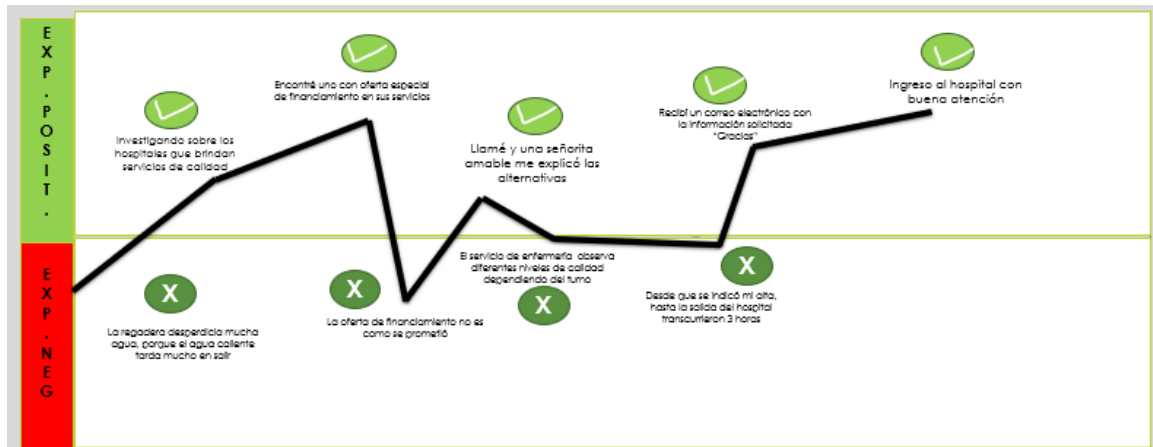 EXP.POSIT.
Investigando sobre los
hospitales que brindan
servicios de calidad
Encontré uno con oferta especial
de financiamiento en sus servicios
Llamé y una señorita
amable me explicó las
alternativas
Recibí un correo electrónico con
la información solicitada
"Gracias"
Ingreso al hospital con
buena atención
EXP.NEG
X
La regadera desperdicia mucha
agua, porque el agua caliente
tarda mucho en salir
X
La oferta de financiamiento no es
como se prometió
El servicio de enfermería observa
diferentes niveles de calidad
dependiendo del turno
X
X
Desde que se indicó mi alta,
hasta la salida del hospital
transcurrieron 3 horas